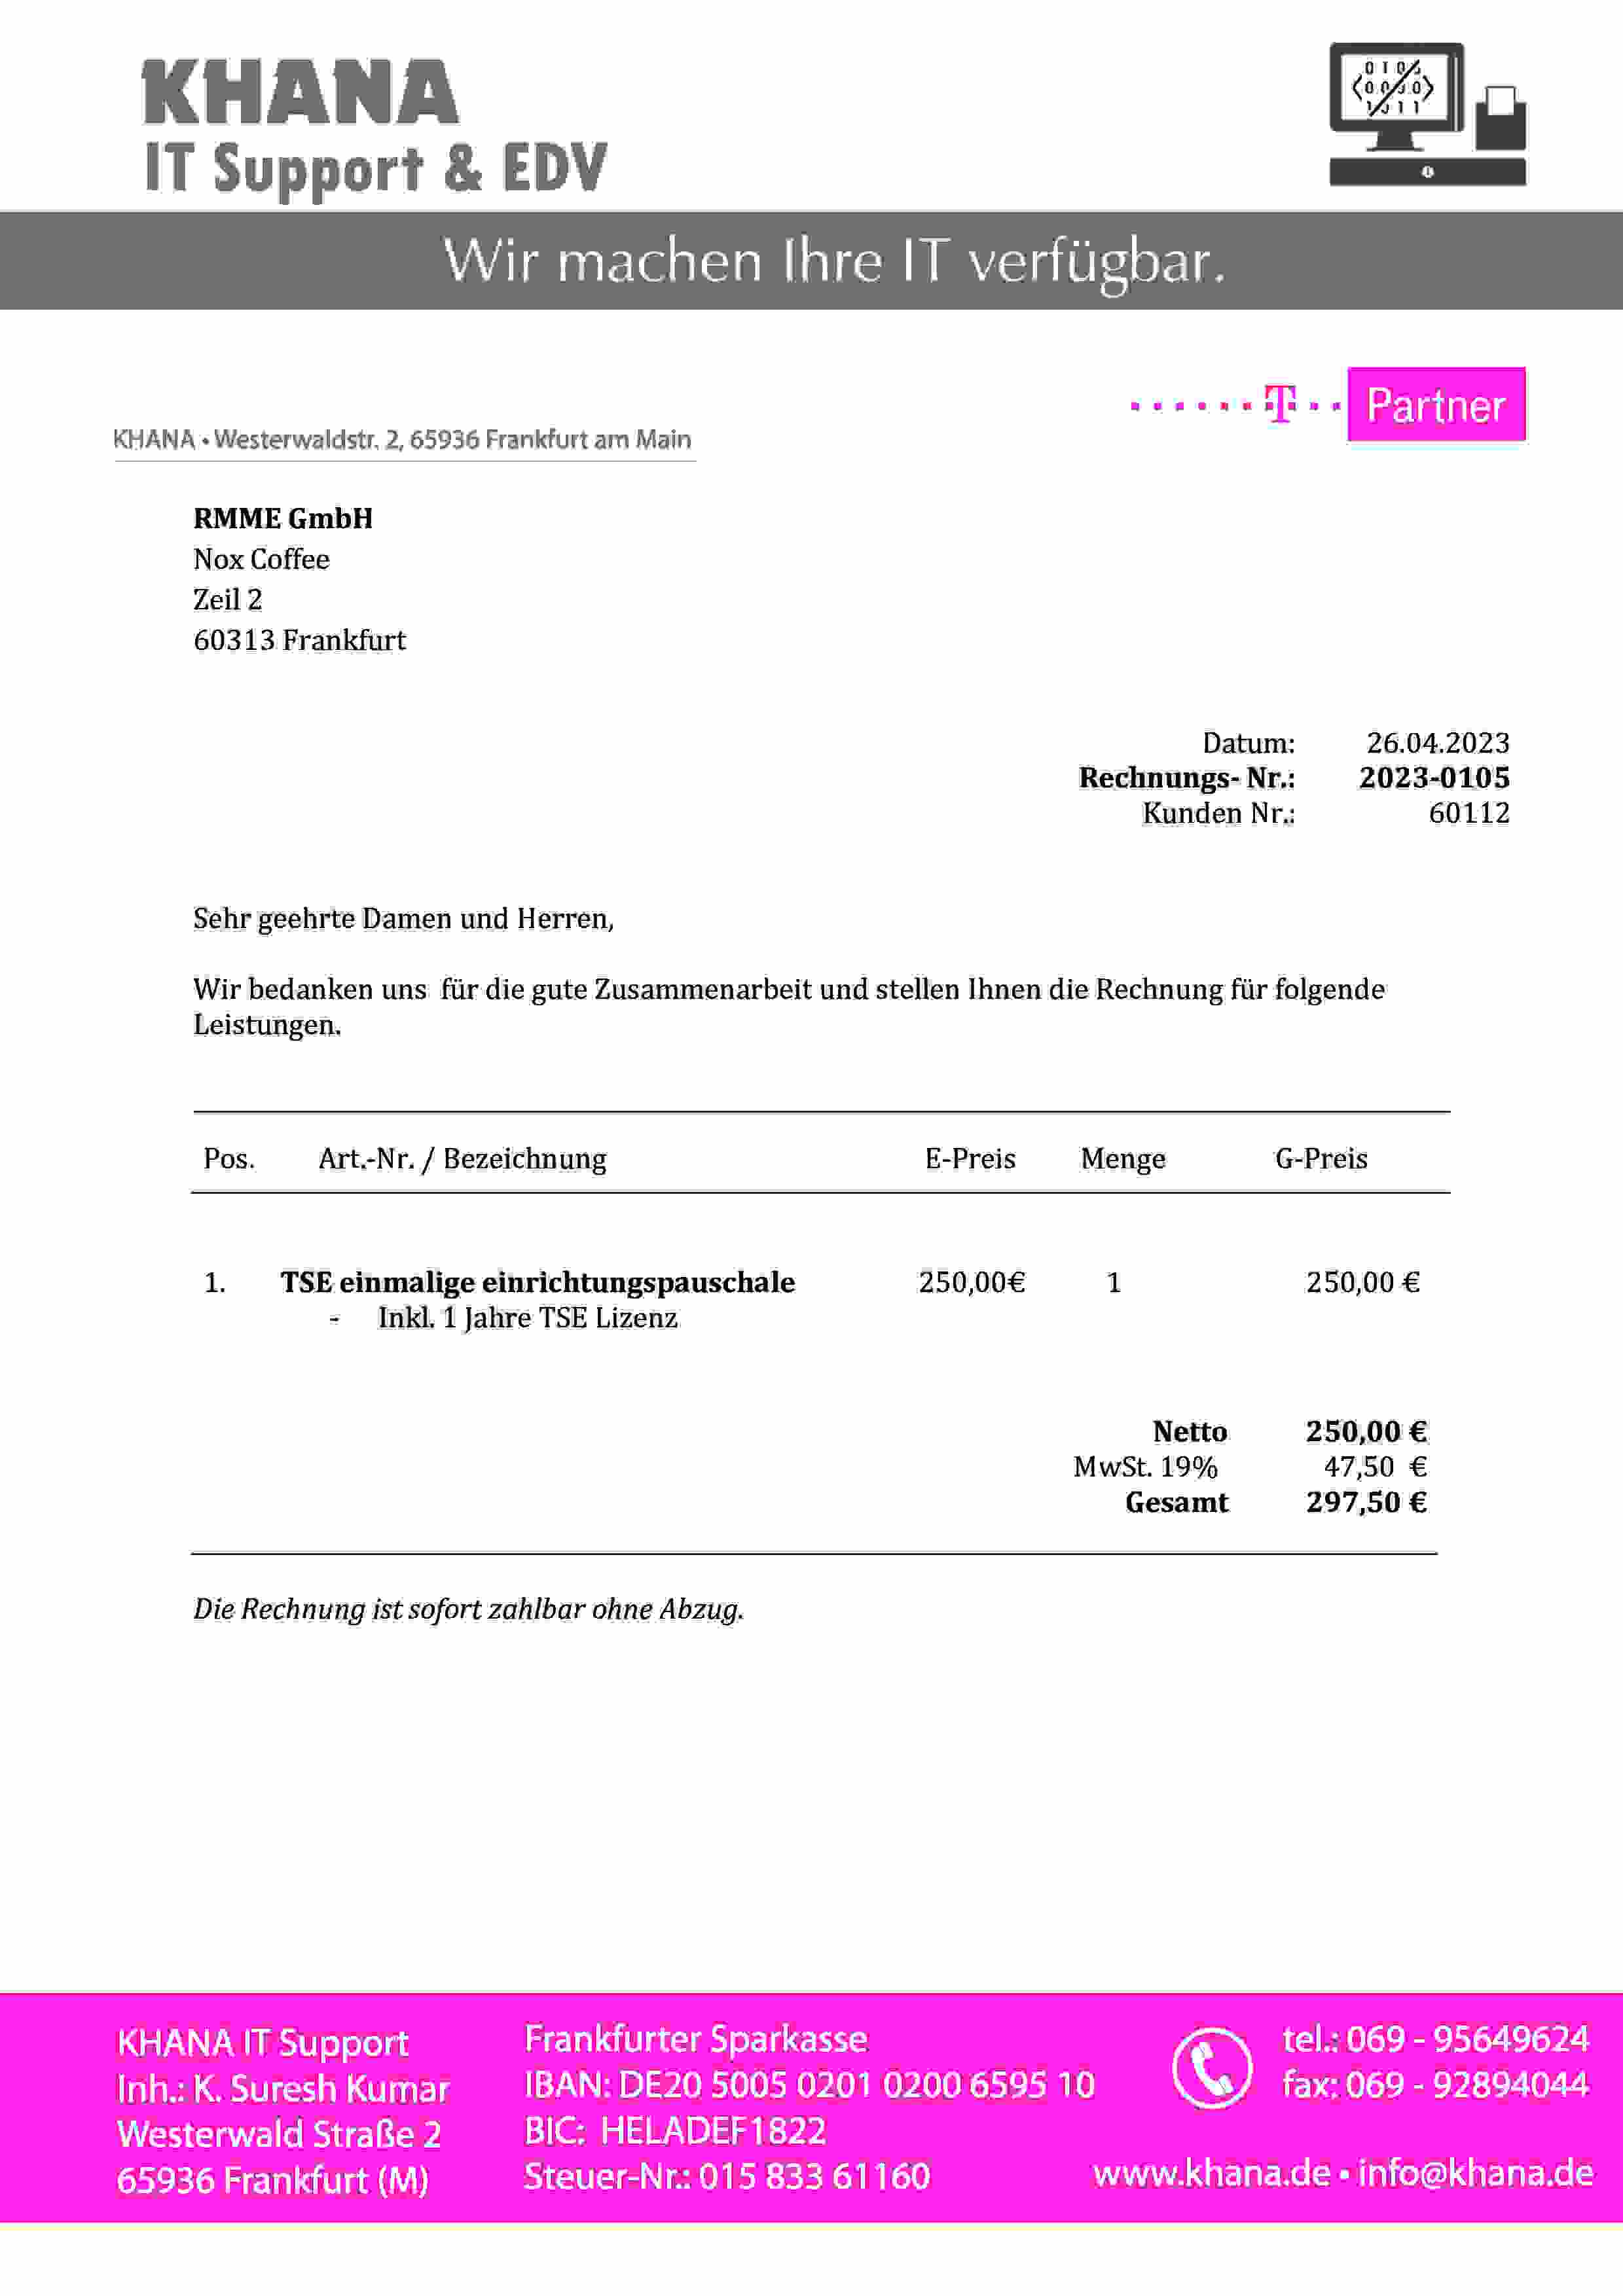 KHANA
IT Support & EDV
Wir machen Ihre IT verfügbar.
T Partner
KHANA • Westerwaldstr. 2, 65936 Frankfurt am Main
RMME GmbH
Nox Coffee
Zeil 2
60313 Frankfurt
Datum: 26.04.2023
Rechnungs- Nr.: 2023-0105
Kunden Nr.: 60112
Sehr geehrte Damen und Herren,
Wir bedanken uns für die gute Zusammenarbeit und stellen Ihnen die Rechnung für folgende
Leistungen.
Pos. Art.-Nr. / Bezeichnung E-Preis Menge G-Preis
1. TSE einmalige einrichtungspauschale 250,00€ 1 250,00 €
- Inkl. 1 Jahre TSE Lizenz
Netto 250,00 €
MwSt. 19% 47,50 €
Gesamt 297,50 €
Die Rechnung ist sofort zahlbar ohne Abzug.
KHANA IT Support
Inh.: K. Suresh Kumar
Westerwald Straße 2
65936 Frankfurt (M)
Frankfurter Sparkasse
IBAN: DE20 5005 0201 0200 6595 10
BIC: HELADEF1822
Steuer-Nr.: 015 833 61160
tel.: 069 - 95649624
fax: 069 - 92894044
www.khana.de • info@khana.de